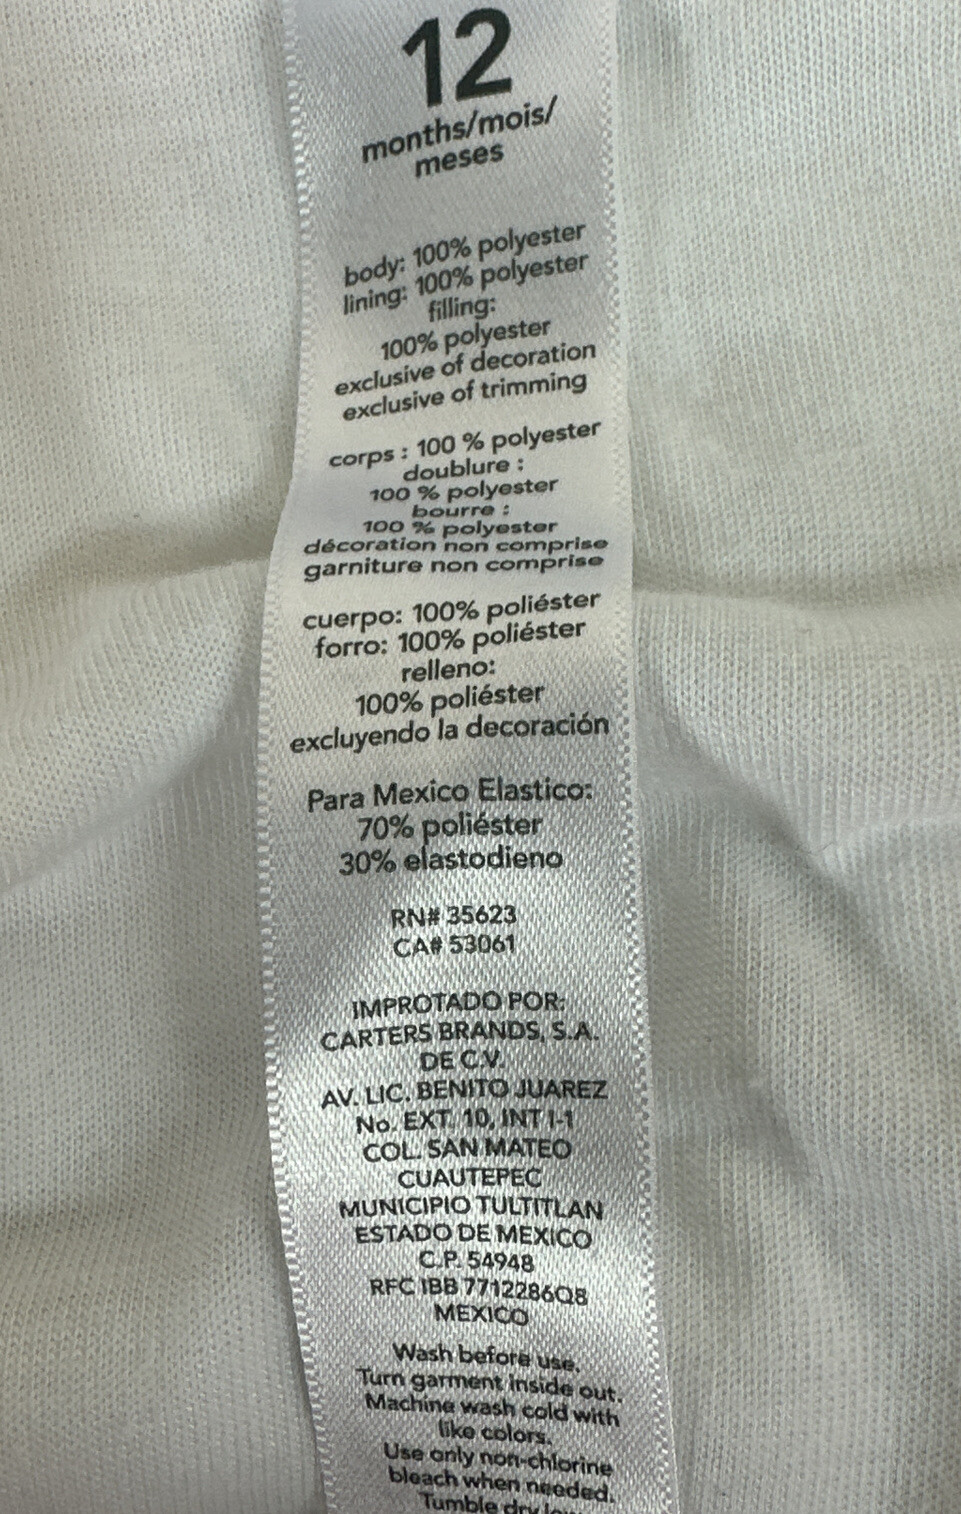 12
months/mois/
meses
body: 100% polyester
lining: 100% polyester
filling:
100% polyester
exclusive of decoration
exclusive of trimming
corps : 100 % polyester
doublure :
100 % polyester
bourre :
100 % polyester
décoration non comprise
garniture non comprise
cuerpo: 100% poliéster
forro: 100% poliéster
relleno:
100% poliéster
excluyendo la decoración
Para Mexico Elastico:
70% poliéster
30% elastodieno
RN# 35623
CA# 53061
IMPROTADO POR:
CARTERS BRANDS, S.A.
DE C.V.
AV. LIC. BENITO JUAREZ
No. EXT. 10, INT I-1
COL. SAN MATEO
CUAUTEPEC
MUNICIPIO TULTITLAN
ESTADO DE MEXICO
C.P. 54948
RFC IBB 7712286Q8
MEXICO
Wash before use.
Turn garment inside out.
Machine wash cold with
like colors.
Use only non-chlorine
bleach when needed.
Tumble dry low